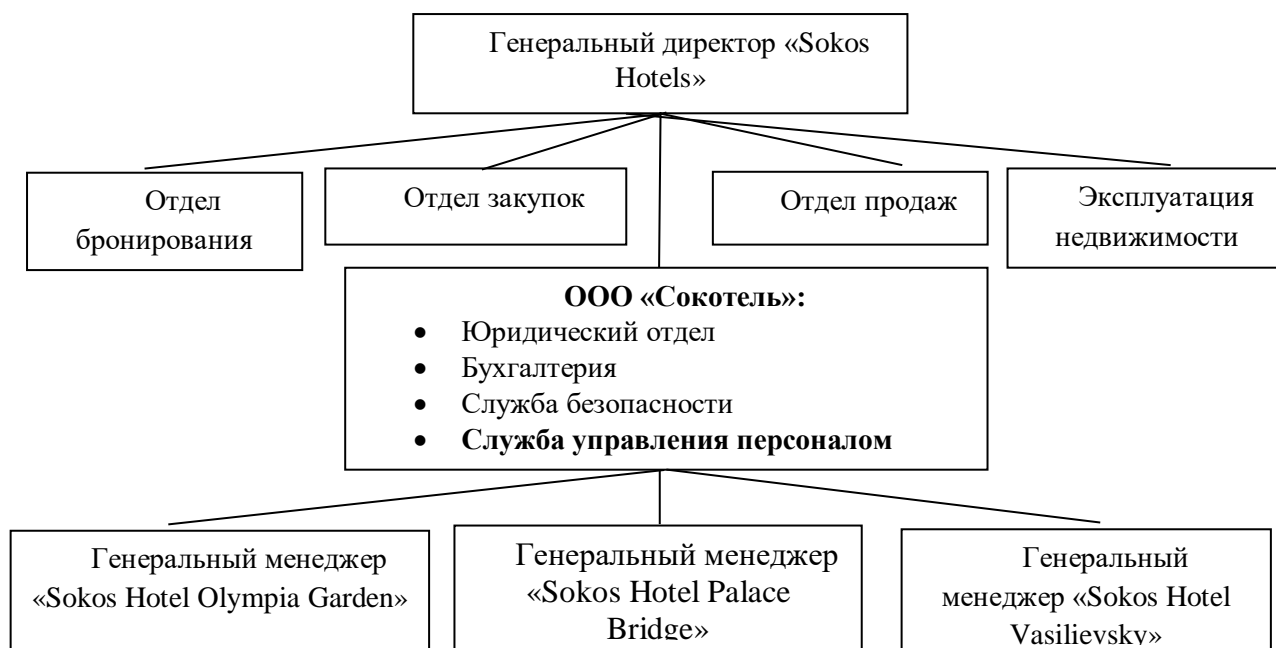 Генеральный директор «Sokos
Hotels»
Отдел
бронирования
Отдел закупок
Отдел продаж
Эксплуатация
недвижимости
ООО «Сокотель»:
• Юридический отдел
• Бухгалтерия
• Служба безопасности
• Служба управления персоналом
Генеральный менеджер
«Sokos Hotel Olympia Garden»
Генеральный менеджер
«Sokos Hotel Palace
Bridge»
Генеральный
менеджер «Sokos Hotel
Vasilievsky»